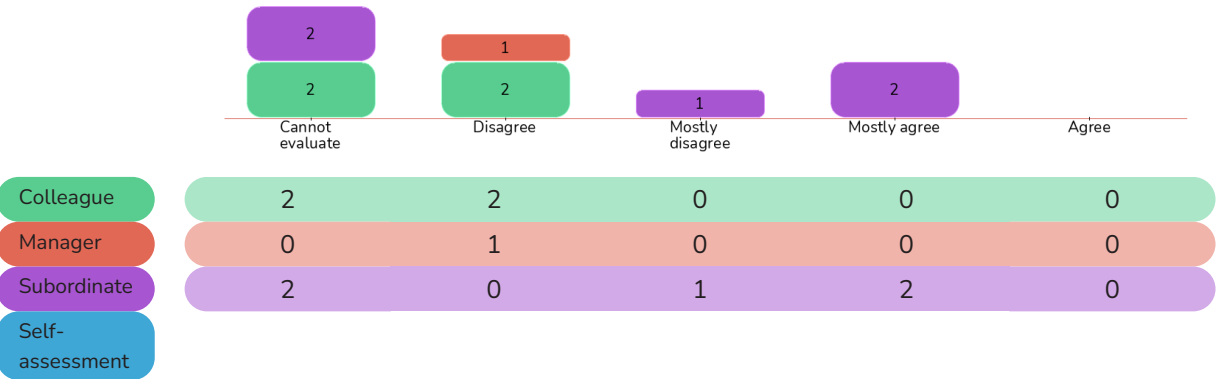 2
1
2
2
1
2
Cannot
evaluate
Disagree
Mostly
disagree
Mostly agree
Agree
Colleague 2 2 0 0 0
Manager 0 1 0 0 0
Subordinate 2 0 1 2 0
Self-
assessment